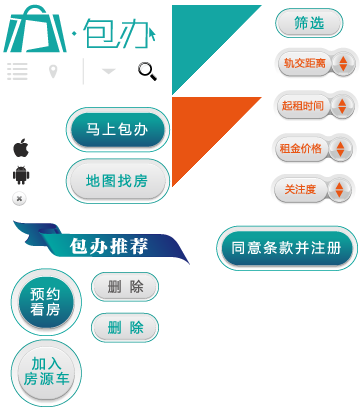 ·包办
筛选
轨交距离
起租时间
马上包办
租金价格
地图找房
关注度
包办推荐
同意条款并注册
预约
看房
删 除
删 除
加入
房源车